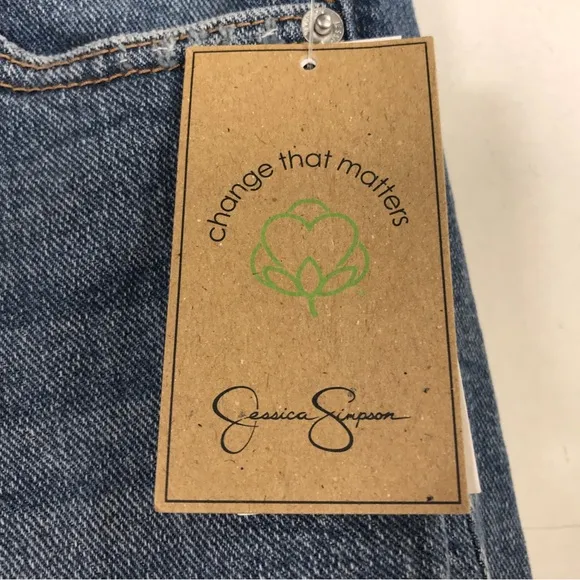 change that matters
Jessica Simpson